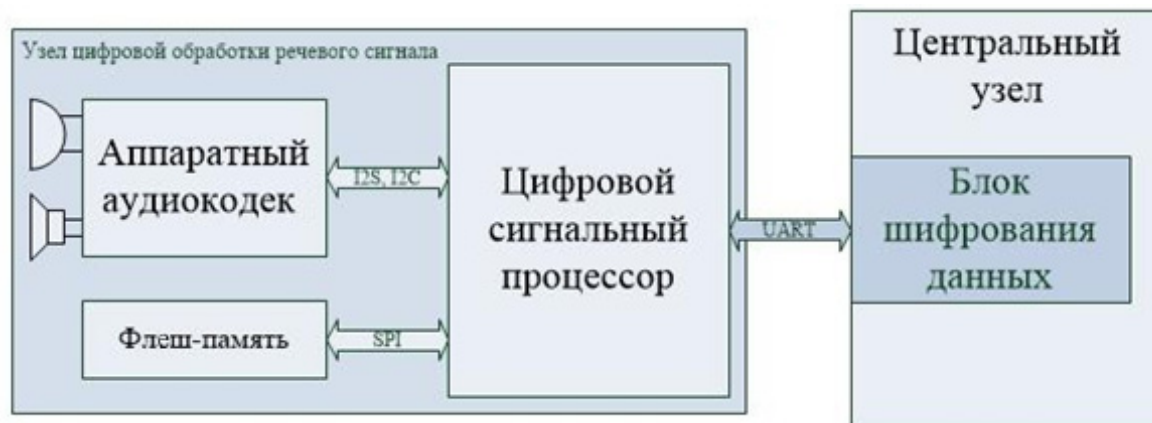 Узел цифровой обработки речевого сигнала
Аппаратный
аудиокодек
I2S, I2C
Флеш-память
SPI
Цифровой
сигнальный
процессор
UART
Центральный
узел
Блок
шифрования
данных